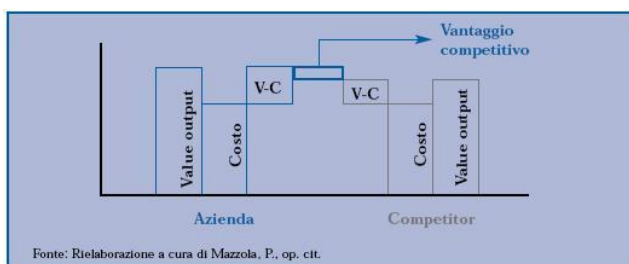 Vantaggio
competitivo
Value output
Costo
V-C
V-C
Costo
Value output
Azienda
Competitor
Fonte: Rielaborazione a cura di Mazzola, P., op. cit.